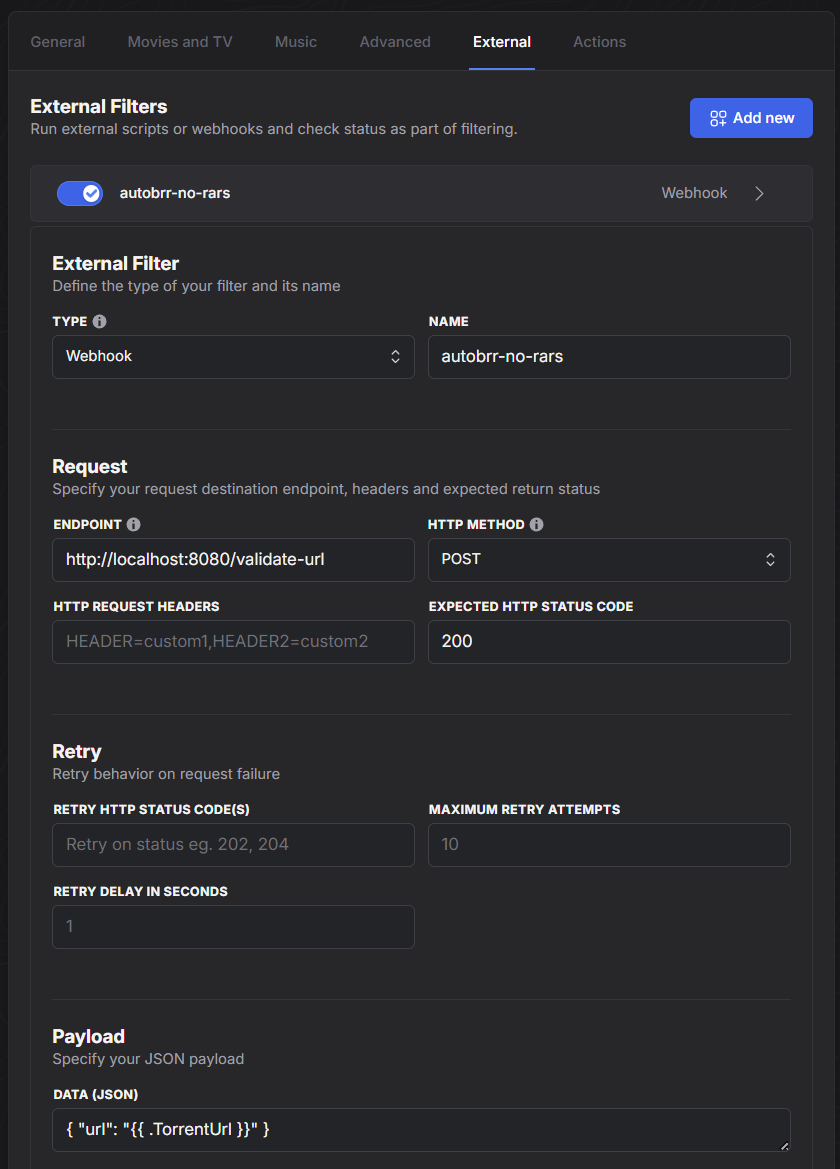 General Movies and TV Music Advanced External Actions
External Filters
Run external scripts or webhooks and check status as part of filtering.
Add new
autobrr-no-rars Webhook
External Filter
Define the type of your filter and its name
TYPE NAME
Webhook autobrr-no-rars
Request
Specify your request destination endpoint, headers and expected return status
ENDPOINT HTTP METHOD
http://localhost:8080/validate-url POST
HTTP REQUEST HEADERS EXPECTED HTTP STATUS CODE
HEADER=custom1,HEADER2=custom2 200
Retry
Retry behavior on request failure
RETRY HTTP STATUS CODE(S) MAXIMUM RETRY ATTEMPTS
Retry on status eg. 202, 204 10
RETRY DELAY IN SECONDS
1
Payload
Specify your JSON payload
DATA (JSON)
{ "url": "{{ .TorrentUrl }}" }